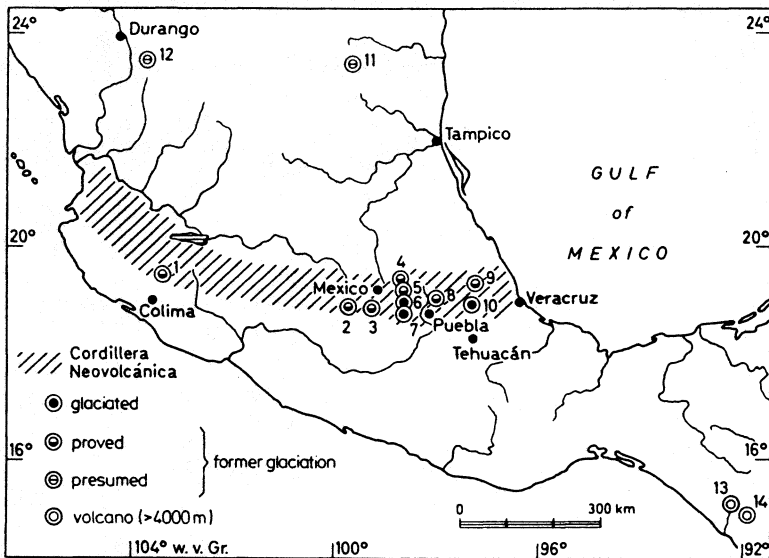 24°
24°
Durango
12
11
Tampico
GULF
of
MEXICO
20°
20°
1
Colima
Mexico
4
5
6
7
8
9
10
2
3
Puebla
Veracruz
Tehuacán
Cordillera
Neovolcánica
glaciated
proved
presumed
former glaciation
volcano (>4000 m)
16°
16°
13
14
0 300 km
104° w. v. Gr.
100°
96°
92°